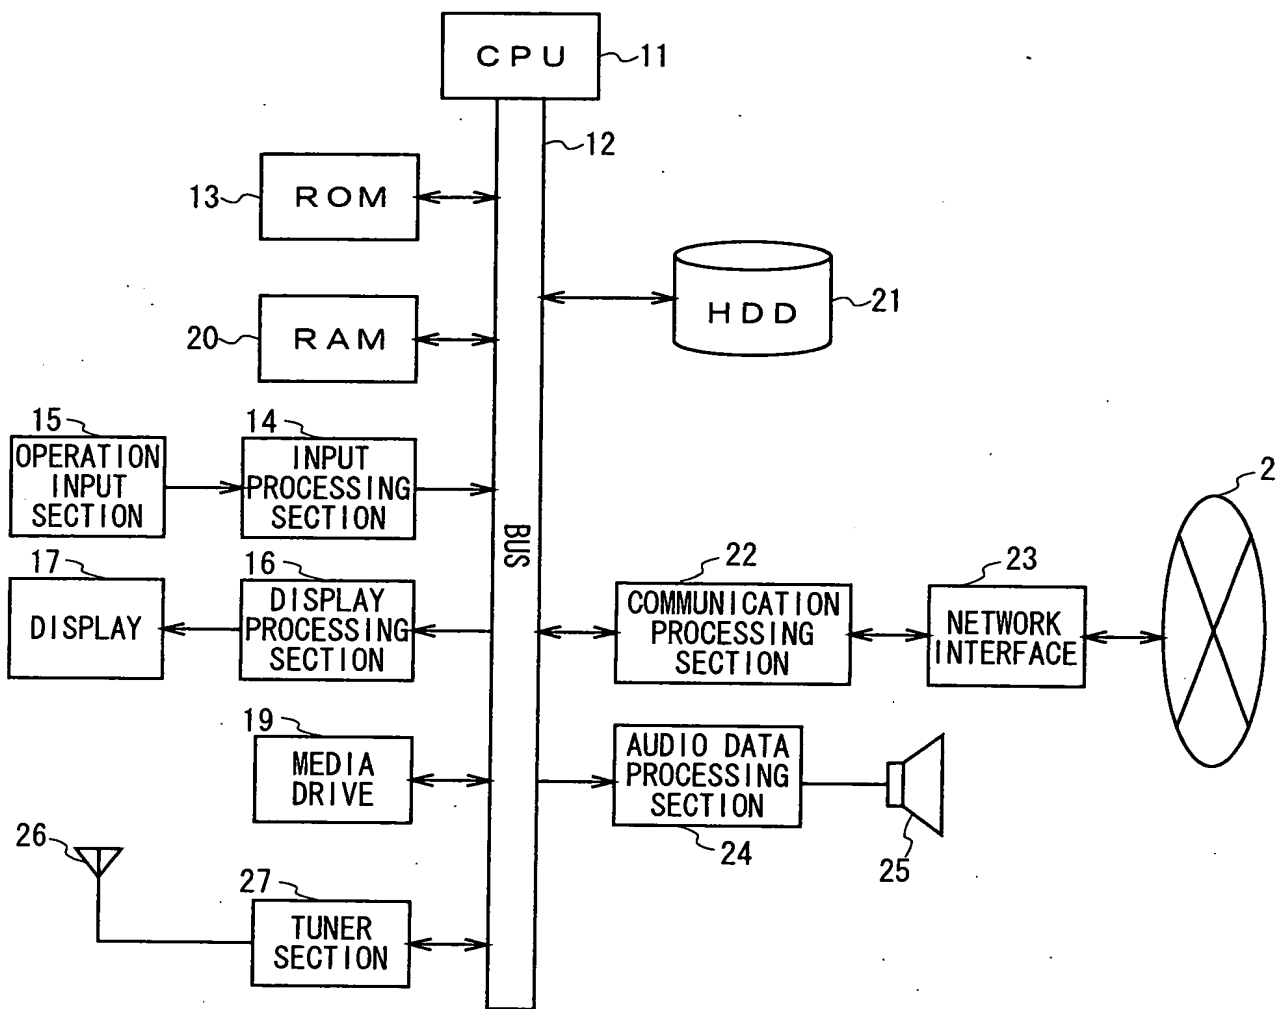 CPU
11
12
13
ROM
20
RAM
HDD
21
15
OPERATION
INPUT
SECTION
14
INPUT
PROCESSING
SECTION
BUS
17
DISPLAY
16
DISPLAY
PROCESSING
SECTION
22
COMMUNICATION
PROCESSING
SECTION
23
NETWORK
INTERFACE
2
19
MEDIA
DRIVE
AUDIO DATA
PROCESSING
SECTION
24
25
26
27
TUNER
SECTION